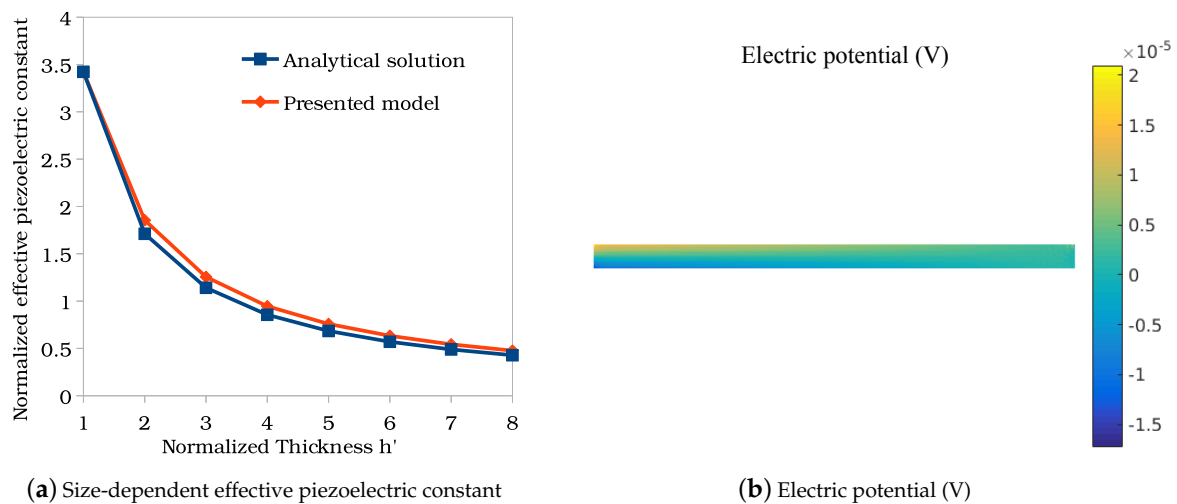 4
3.5
3
2.5
2
1.5
1
0.5
0
Normalized effective piezoelectric constant
Analytical solution
Presented model
1 2 3 4 5 6 7 8
Normalized Thickness h'
(a) Size-dependent effective piezoelectric constant
Electric potential (V)
×10⁻⁵
2
1.5
1
0.5
0
-0.5
-1
-1.5
(b) Electric potential (V)